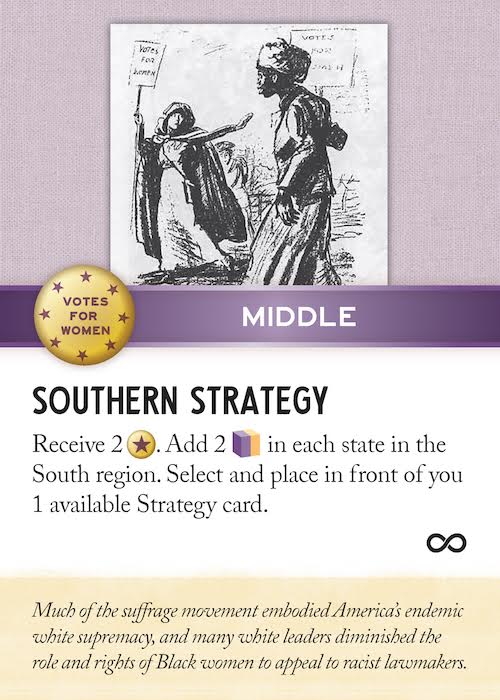 VOTES
FOR
WOMEN
VOTES
FOR
VOTES
FOR
WOMEN
MIDDLE
SOUTHERN STRATEGY
Receive 2 . Add 2 in each state in the
South region. Select and place in front of you
1 available Strategy card.
∞
Much of the suffrage movement embodied America's endemic
white supremacy, and many white leaders diminished the
role and rights of Black women to appeal to racist lawmakers.